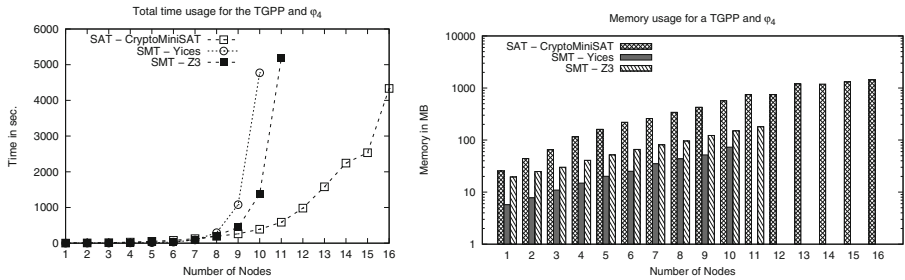 Total time usage for the TGPP and φ4
6000
5000
4000
3000
2000
1000
0
Time in sec.
SAT − CryptoMiniSAT
SMT − Yices
SMT − Z3
1 2 3 4 5 6 7 8 9 10 11 12 13 14 15 16
Number of Nodes
Memory usage for a TGPP and φ4
10000
1000
100
10
1
Memory in MB
SAT − CryptoMiniSAT
SMT − Yices
SMT − Z3
1 2 3 4 5 6 7 8 9 10 11 12 13 14 15 16
Number of Nodes